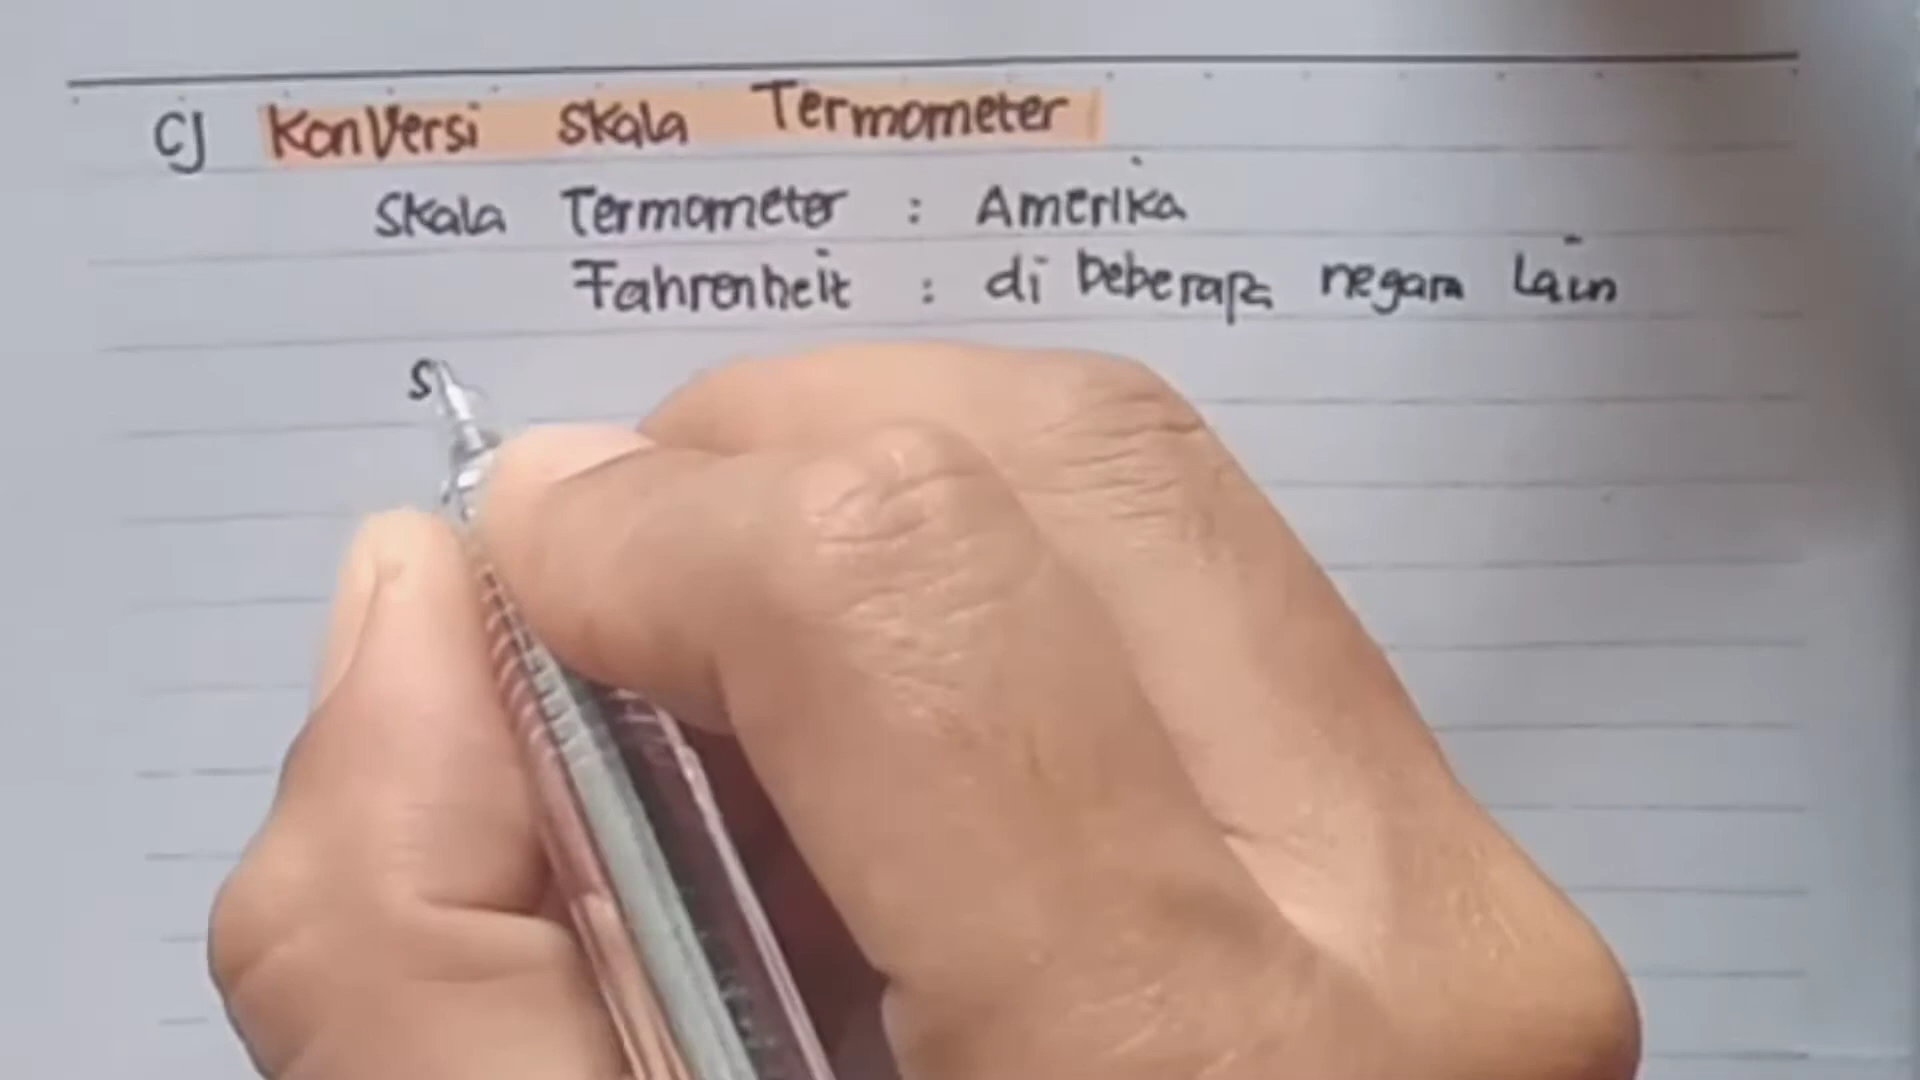 c) Konversi skala Termometer
Skala Termometer : Amerika
Fahrenheit : di beberapa negara Lain
S